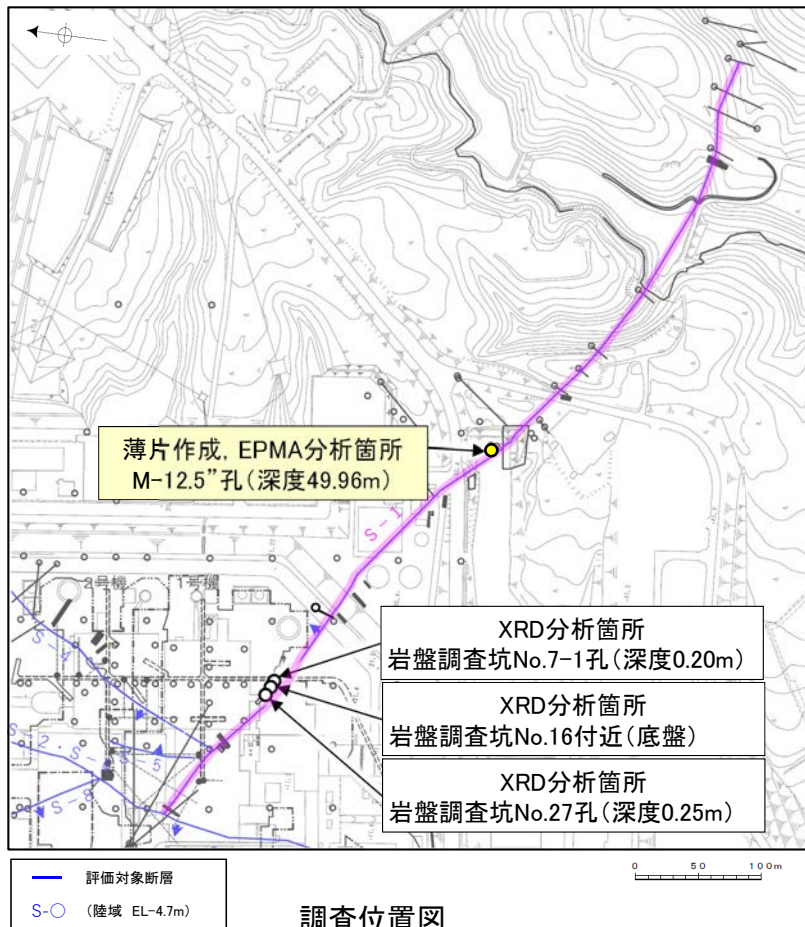 薄片作成，EPMA分析箇所
M-12.5”孔（深度49.96m）
S-1
2号機
1号機
S-4
XRD分析箇所
岩盤調査坑No.7-1孔（深度0.20m）
XRD分析箇所
岩盤調査坑No.16付近（底盤）
XRD分析箇所
岩盤調査坑No.27孔（深度0.25m）
S-5
S-8
0 50 100m
評価対象断層
S-○ （陸域 EL-4.7m）
調査位置図